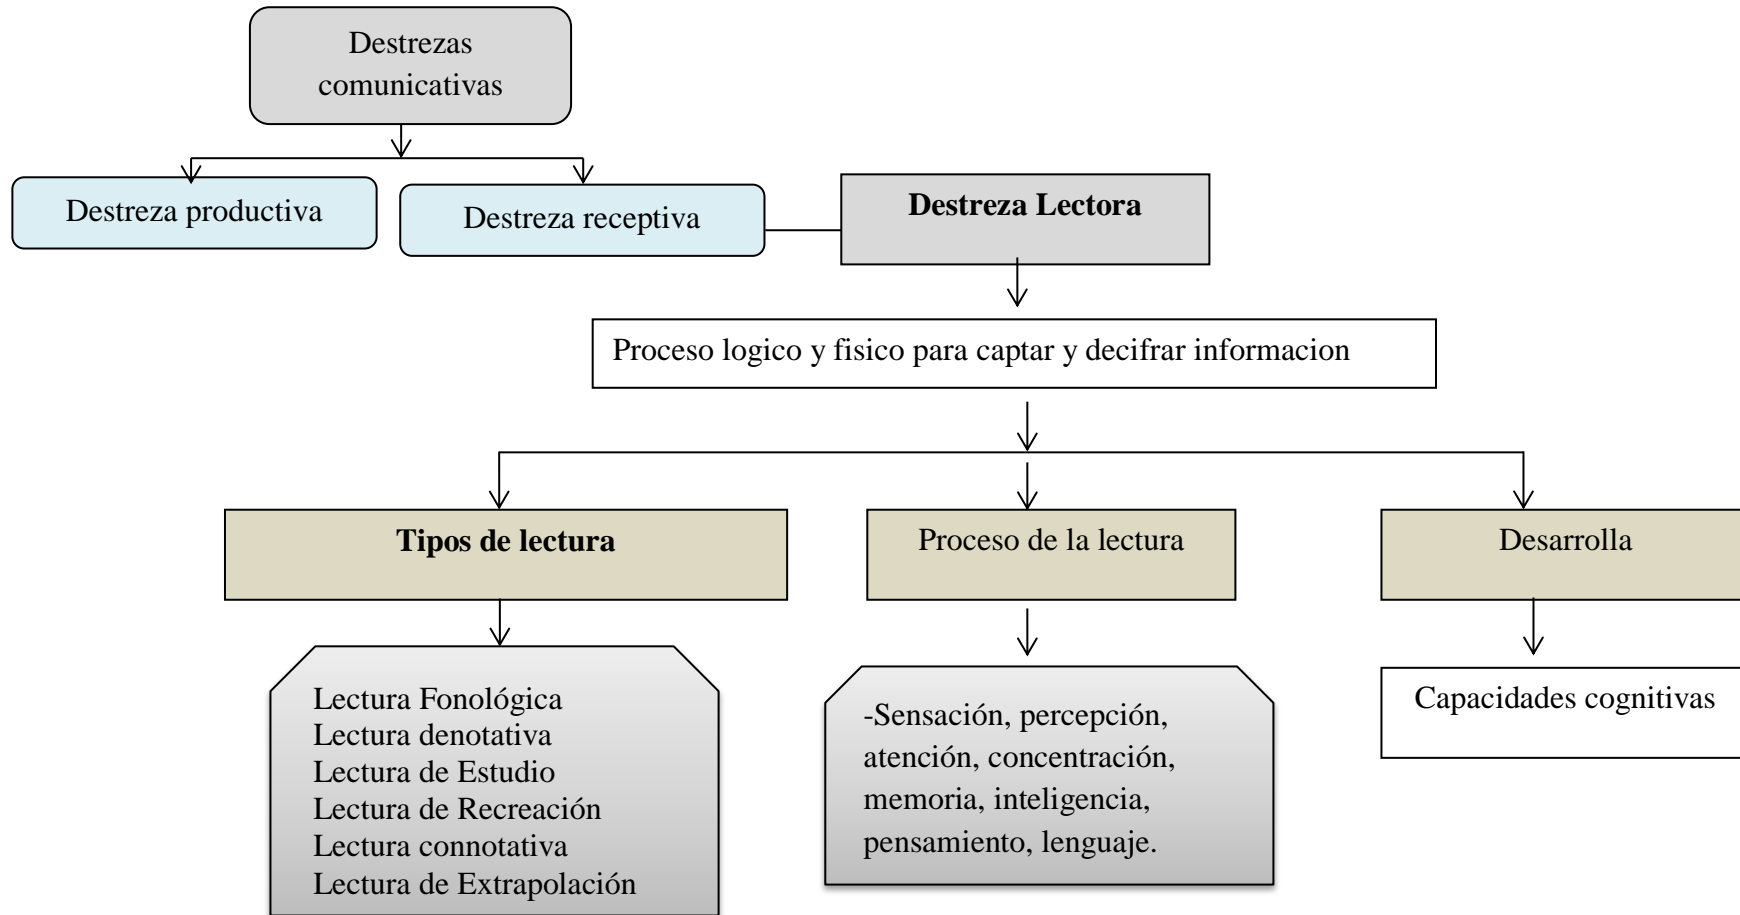 Destrezas
comunicativas
Destreza productiva
Destreza receptiva
Destreza Lectora
Proceso logico y fisico para captar y decifrar informacion
Tipos de lectura
Proceso de la lectura
Desarrolla
Lectura Fonológica
Lectura denotativa
Lectura de Estudio
Lectura de Recreación
Lectura connotativa
Lectura de Extrapolación
-Sensación, percepción,
atención, concentración,
memoria, inteligencia,
pensamiento, lenguaje.
Capacidades cognitivas